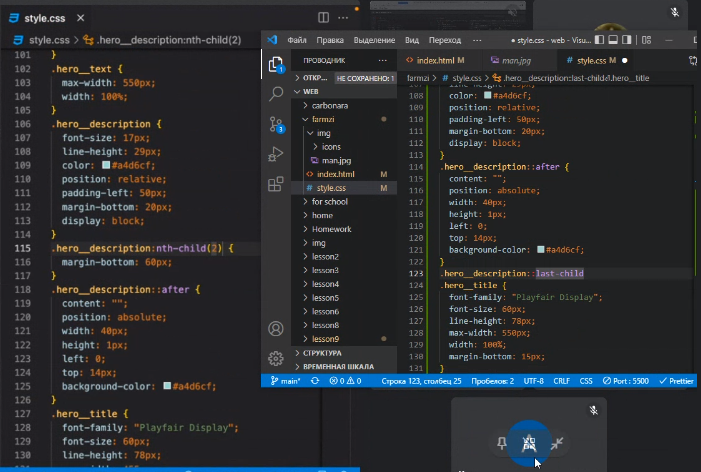 style.css
style.css > .hero__description:nth-child(2)
101 }
102 .hero__text {
103 max-width: 550px;
104 width: 100%;
105 }
106 .hero__description {
107 font-size: 17px;
108 line-height: 29px;
109 color: #a4d6cf;
110 position: relative;
111 padding-left: 50px;
112 margin-bottom: 20px;
113 display: block;
114 }
115 .hero__description:nth-child(2) {
116 margin-bottom: 60px;
117 }
118 .hero__description::after {
119 content: "";
120 position: absolute;
121 width: 40px;
122 height: 1px;
123 left: 0;
124 top: 14px;
125 background-color: #a4d6cf;
126 }
127 .hero__title {
128 font-family: "Playfair Display";
129 font-size: 60px;
130 line-height: 78px;
Файл Правка Выделение Вид Переход ···
● style.css - web - Visu...
ПРОВОДНИК ···
ОТКР... НЕ СОХРАНЕНО: 1
WEB
carbonara
farmzi
img
icons
man.jpg
index.html M
style.css M
for school
home
Homework
img
lesson2
lesson3
lesson4
lesson5
lesson6
lesson8
lesson9
СТРУКТУРА
ВРЕМЕННАЯ ШКАЛА
index.html M
man.jpg
style.css M
farmzi > style.css > .hero__description:last-child.hero__title
108 color: #a4d6cf;
109 position: relative;
110 padding-left: 50px;
111 margin-bottom: 20px;
112 display: block;
113 }
114 .hero__description::after {
115 content: "";
116 position: absolute;
117 width: 40px;
118 height: 1px;
119 left: 0;
120 top: 14px;
121 background-color: #a4d6cf;
122 }
123 .hero__description::last-child
124 .hero__title {
125 font-family: "Playfair Display";
126 font-size: 60px;
127 line-height: 78px;
128 max-width: 550px;
129 width: 100%;
130 margin-bottom: 15px;
131 }
main* 0 0 Строка 123, столбец 25 Пробелов: 2 UTF-8 CRLF CSS Port : 5500 Prettier